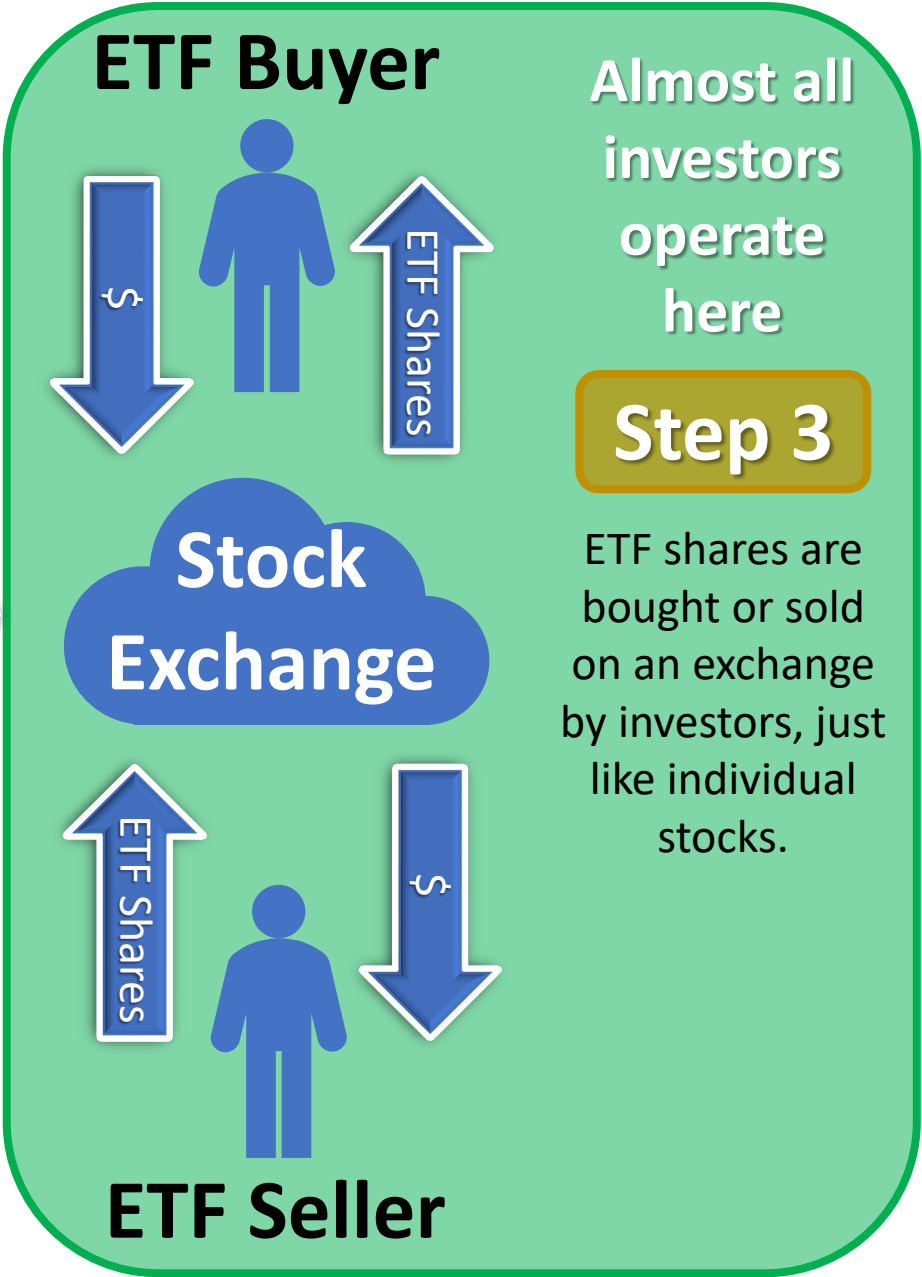 ETF Buyer
$
ETF Shares
Stock
Exchange
ETF Shares
$
ETF Seller
Almost all
investors
operate
here
Step 3
ETF shares are
bought or sold
on an exchange
by investors, just
like individual
stocks.